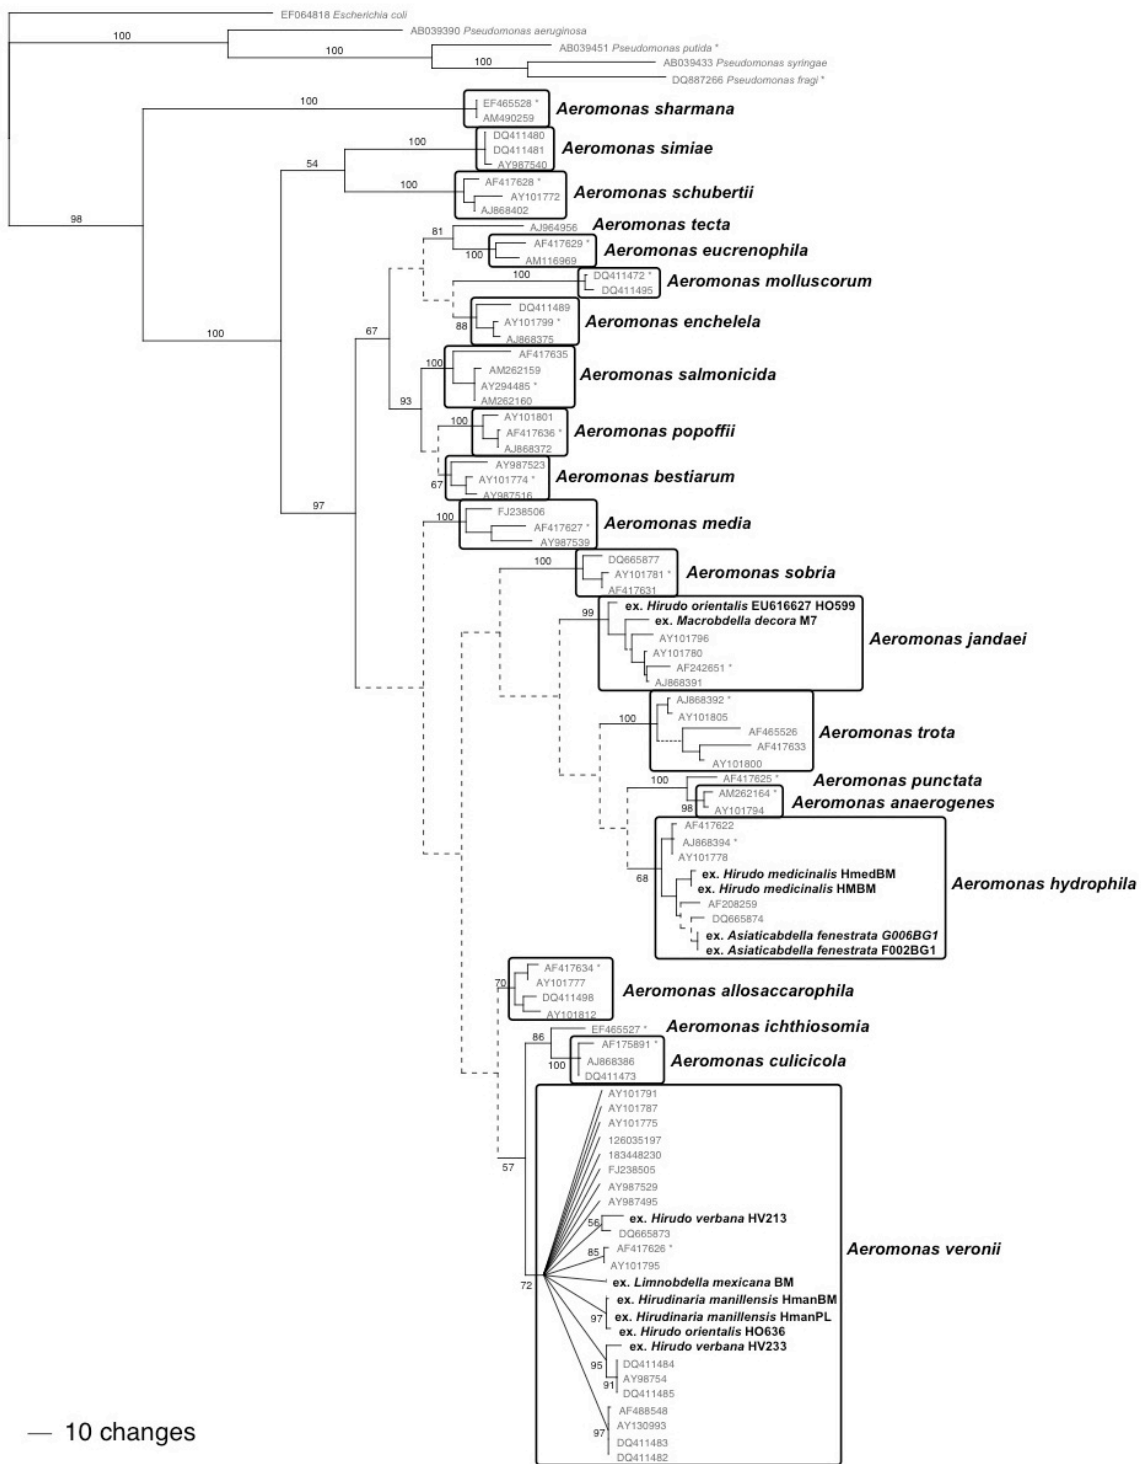 EF064818 Escherichia coli
AB039390 Pseudomonas aeruginosa
100
AB039451 Pseudomonas putida *
100
AB039433 Pseudomonas syringae
100
DQ887266 Pseudomonas fragi *
100
EF465528 *
AM490259
Aeromonas sharmana
DQ411480
100
DQ411481
AY987540
Aeromonas simiae
54
AF417628 *
100
AY101772
AJ868402
Aeromonas schubertii
98
AJ964956
Aeromonas tecta
81
AF417629 *
100
AM116969
Aeromonas eucrenophila
100
DQ411472 *
DQ411495
Aeromonas molluscorum
DQ411489
AY101799 *
88
AJ868375
Aeromonas enchelela
100
67
AF417635
100
AM262159
AY294485 *
AM262160
Aeromonas salmonicida
93
AY101801
100
AF417636 *
AJ868372
Aeromonas popoffii
AY987523
AY101774 *
67
AY987516
Aeromonas bestiarum
97
FJ238506
100
AF417627 *
AY987539
Aeromonas media
DQ665877
100
AY101781 *
AF417631
Aeromonas sobria
ex. Hirudo orientalis EU616627 HO599
99
ex. Macrobdella decora M7
AY101796
AY101780
AF242651 *
AJ868391
Aeromonas jandaei
AJ868392 *
100
AY101805
AF465526
AF417633
AY101800
Aeromonas trota
100
AF417625 *
Aeromonas punctata
AM262164 *
98
AY101794
Aeromonas anaerogenes
AF417622
AJ868394 *
AY101778
68
ex. Hirudo medicinalis HmedBM
ex. Hirudo medicinalis HMBM
AF208259
DQ665874
ex. Asiaticabdella fenestrata G006BG1
ex. Asiaticabdella fenestrata F002BG1
Aeromonas hydrophila
AF417634 *
70
AY101777
DQ411498
AY101812
Aeromonas allosaccarophila
EF465527 *
Aeromonas ichthiosomia
86
AF175891 *
100
AJ868386
DQ411473
Aeromonas culicicola
57
AY101791
AY101787
AY101775
126035197
183448230
FJ238505
AY987529
AY987495
56
ex. Hirudo verbana HV213
DQ665873
85
AF417626 *
AY101795
72
ex. Limnobdella mexicana BM
ex. Hirudinaria manillensis HmanBM
97
ex. Hirudinaria manillensis HmanPL
ex. Hirudo orientalis HO636
ex. Hirudo verbana HV233
95
DQ411484
91
AY98754
DQ411485
AF488548
97
AY130993
DQ411483
DQ411482
Aeromonas veronii
10 changes